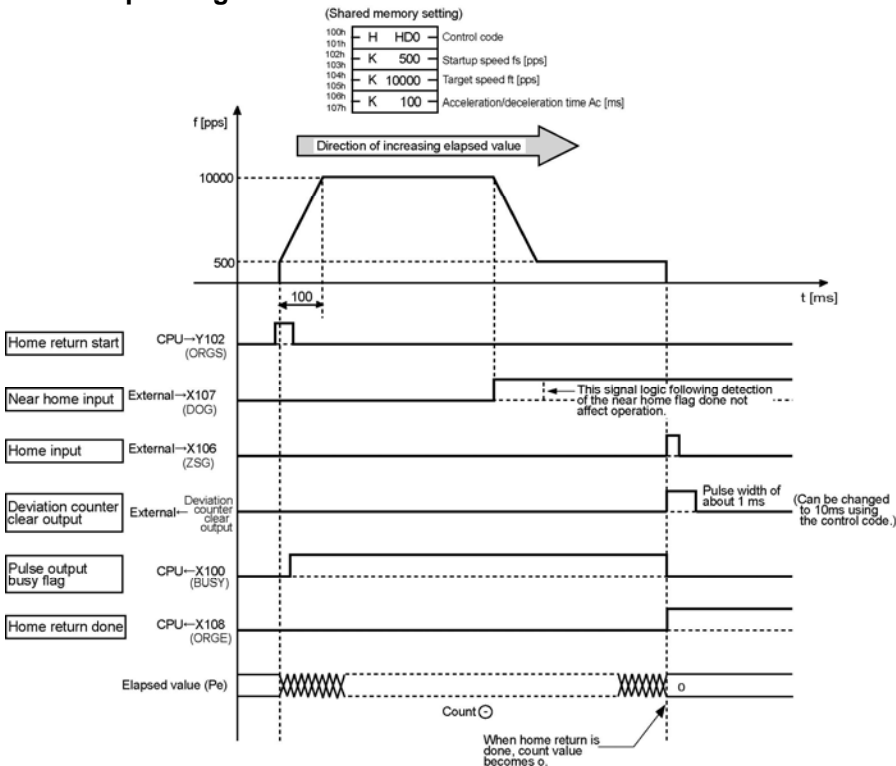 (Shared memory setting)
100h
101h
H HD0
Control code
102h
103h
K 500
Startup speed fs [pps]
104h
105h
K 10000
Target speed ft [pps]
106h
107h
K 100
Acceleration/deceleration time Ac [ms]
f [pps]
Direction of increasing elapsed value
10000
500
100
t [ms]
Home return start
CPU→Y102
(ORGS)
Near home input
External→X107
(DOG)
This signal logic following detection
of the near home flag done not
affect operation.
Home input
External→X106
(ZSG)
Deviation counter
clear output
External←
Deviation
counter
clear
output
Pulse width of
about 1 ms
(Can be changed
to 10ms using
the control code.)
Pulse output
busy flag
CPU←X100
(BUSY)
Home return done
CPU←X108
(ORGE)
Elapsed value (Pe)
0
Count ⊖
When home return is
done, count value
becomes o.